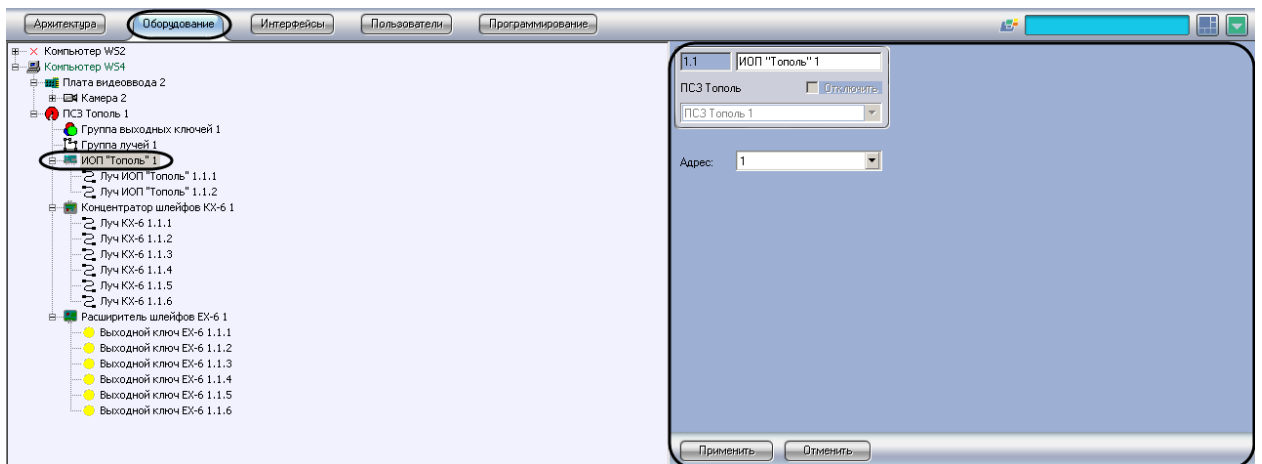 Архитектура Оборудование Интерфейсы Пользователи Программирование
Компьютер WS2
Компьютер WS4
Плата видеоввода 2
Камера 2
ПСЗ Тополь 1
Группа выходных ключей 1
Группа лучей 1
ИОП "Тополь" 1
Луч ИОП "Тополь" 1.1.1
Луч ИОП "Тополь" 1.1.2
Концентратор шлейфов КХ-6 1
Луч КХ-6 1.1.1
Луч КХ-6 1.1.2
Луч КХ-6 1.1.3
Луч КХ-6 1.1.4
Луч КХ-6 1.1.5
Луч КХ-6 1.1.6
Расширитель шлейфов ЕХ-6 1
Выходной ключ ЕХ-6 1.1.1
Выходной ключ ЕХ-6 1.1.2
Выходной ключ ЕХ-6 1.1.3
Выходной ключ ЕХ-6 1.1.4
Выходной ключ ЕХ-6 1.1.5
Выходной ключ ЕХ-6 1.1.6
1.1 ИОП "Тополь" 1
ПСЗ Тополь Отключить
ПСЗ Тополь 1
Адрес: 1
Применить Отменить